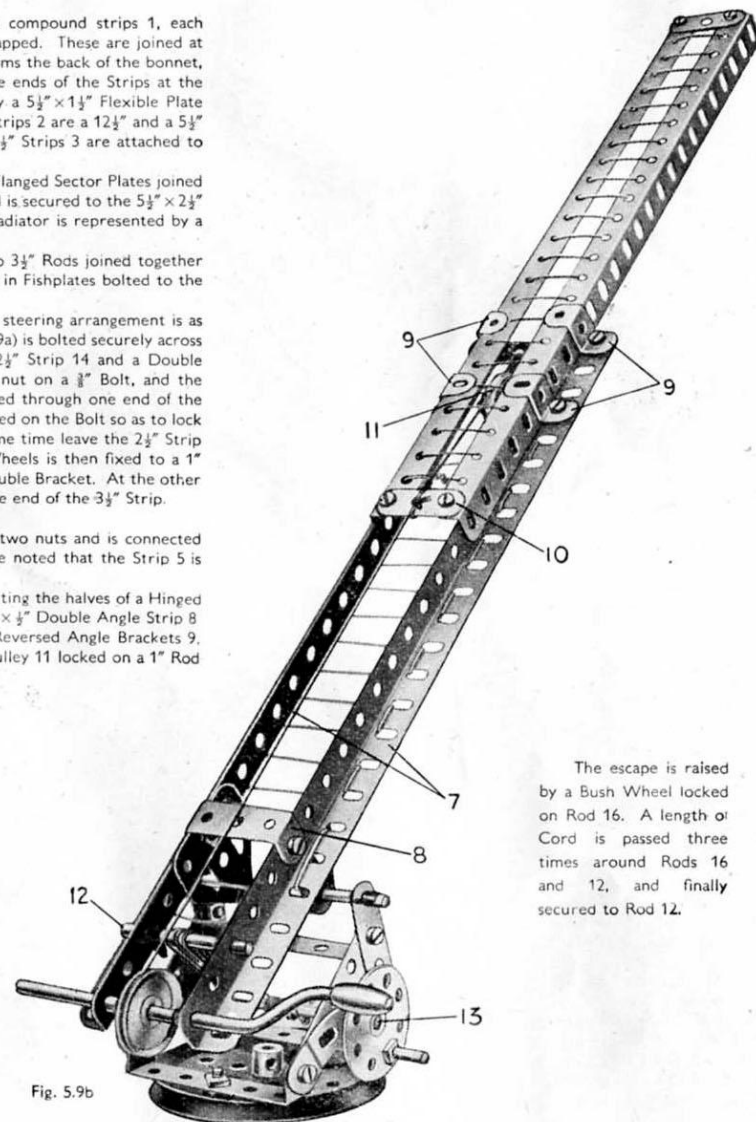 compound strips 1, each
apped. These are joined at
ms the back of the bonnet,
e ends of the Strips at the
y a 5½″ × 1½″ Flexible Plate
trips 2 are a 12½″ and a 5½″
½″ Strips 3 are attached to
langed Sector Plates joined
l is secured to the 5½″ × 2½″
adiator is represented by a
o 3½″ Rods joined together
in Fishplates bolted to the
steering arrangement is as
9a) is bolted securely across
2½″ Strip 14 and a Double
nut on a ⅜″ Bolt, and the
ed through one end of the
ed on the Bolt so as to lock
me time leave the 2½″ Strip
Wheels is then fixed to a 1″
uble Bracket. At the other
e end of the 3½″ Strip.
two nuts and is connected
e noted that the Strip 5 is
ting the halves of a Hinged
× ½″ Double Angle Strip 8
Reversed Angle Brackets 9.
ulley 11 locked on a 1″ Rod
9
9
11
10
7
8
12
13
The escape is raised
by a Bush Wheel locked
on Rod 16. A length of
Cord is passed three
times around Rods 16
and 12, and finally
secured to Rod 12.
Fig. 5.9b